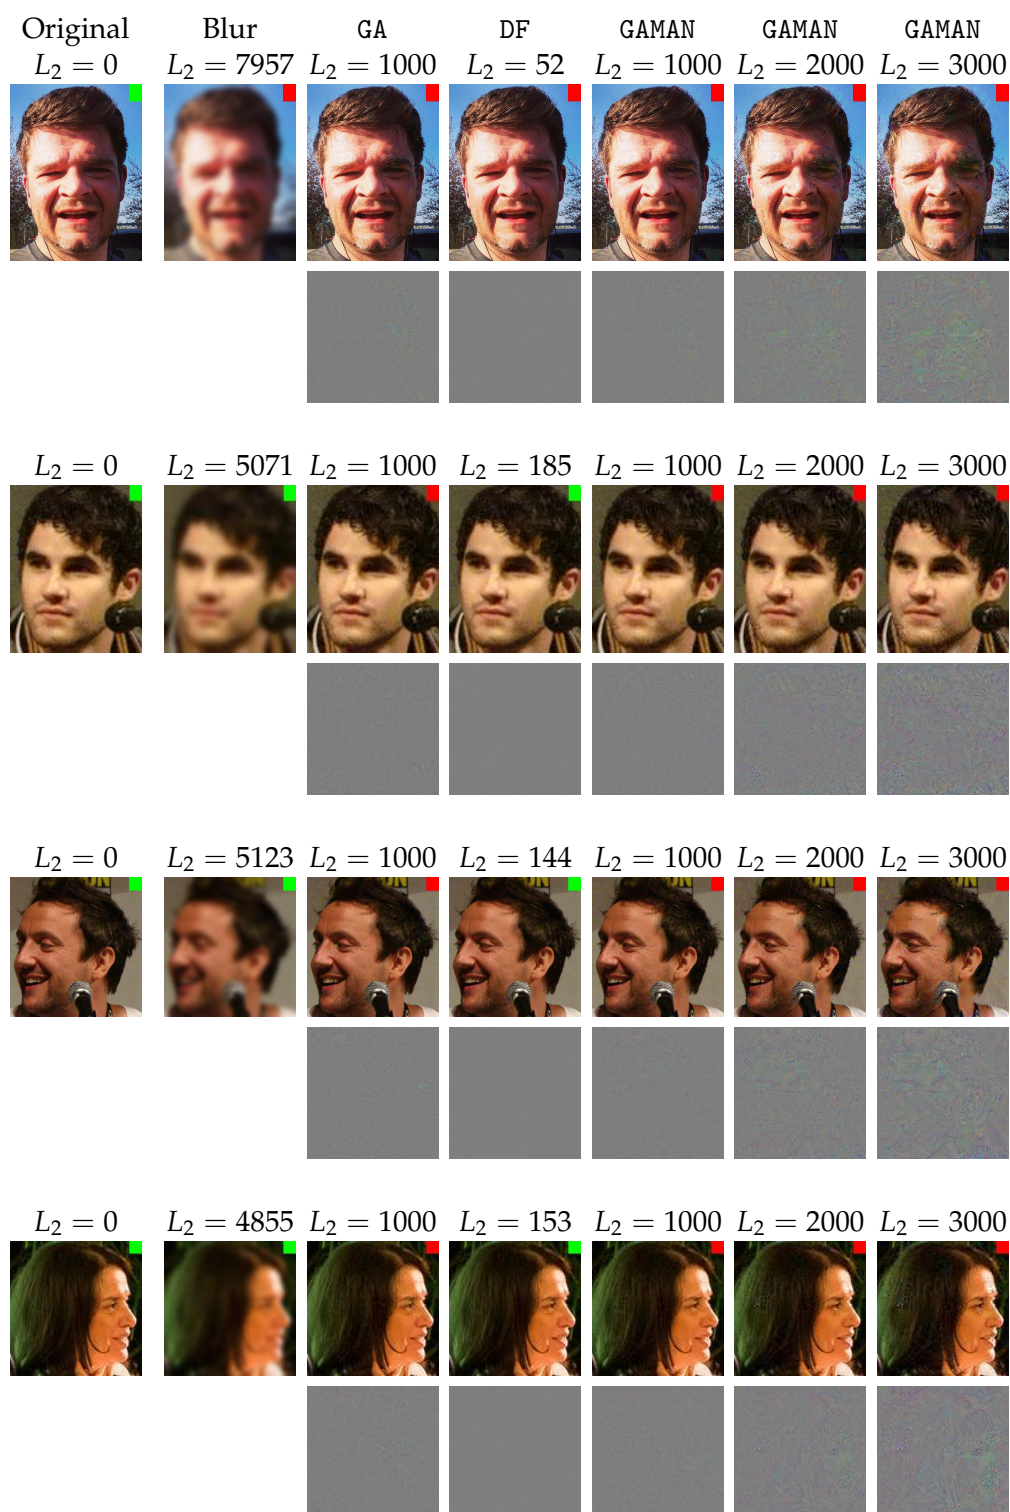 Original Blur GA DF GAMAN GAMAN GAMAN
L₂ = 0 L₂ = 7957 L₂ = 1000 L₂ = 52 L₂ = 1000 L₂ = 2000 L₂ = 3000
L₂ = 0 L₂ = 5071 L₂ = 1000 L₂ = 185 L₂ = 1000 L₂ = 2000 L₂ = 3000
L₂ = 0 L₂ = 5123 L₂ = 1000 L₂ = 144 L₂ = 1000 L₂ = 2000 L₂ = 3000
L₂ = 0 L₂ = 4855 L₂ = 1000 L₂ = 153 L₂ = 1000 L₂ = 2000 L₂ = 3000